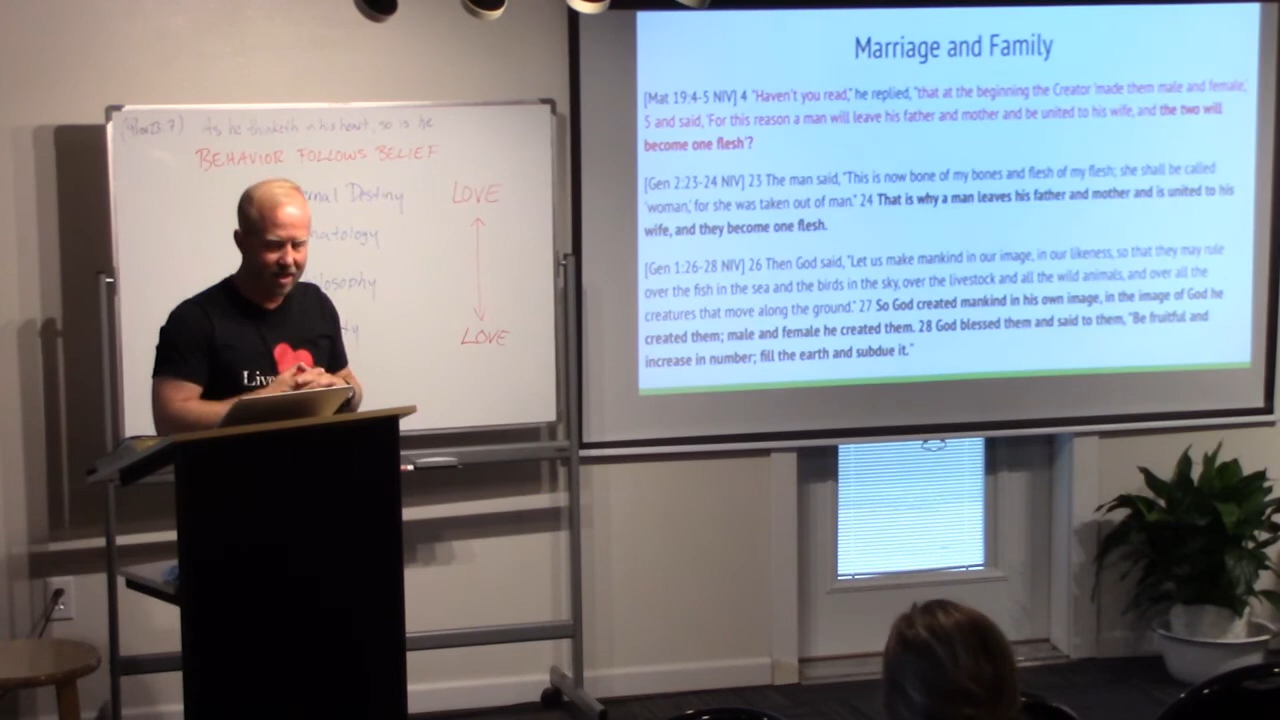 (Prov 23:7) As he thinketh in his heart, so is he
BEHAVIOR FOLLOWS BELIEF
nal Destiny
LOVE
atology
losophy
ty
LOVE
Live
Marriage and Family
[Mat 19:4-5 NIV] 4 "Haven't you read," he replied, "that at the beginning the Creator 'made them male and female,'
5 and said, 'For this reason a man will leave his father and mother and be united to his wife, and the two will
become one flesh'?
[Gen 2:23-24 NIV] 23 The man said, "This is now bone of my bones and flesh of my flesh; she shall be called
'woman,' for she was taken out of man." 24 That is why a man leaves his father and mother and is united to his
wife, and they become one flesh.
[Gen 1:26-28 NIV] 26 Then God said, "Let us make mankind in our image, in our likeness, so that they may rule
over the fish in the sea and the birds in the sky, over the livestock and all the wild animals, and over all the
creatures that move along the ground." 27 So God created mankind in his own image, in the image of God he
created them; male and female he created them. 28 God blessed them and said to them, "Be fruitful and
increase in number; fill the earth and subdue it."